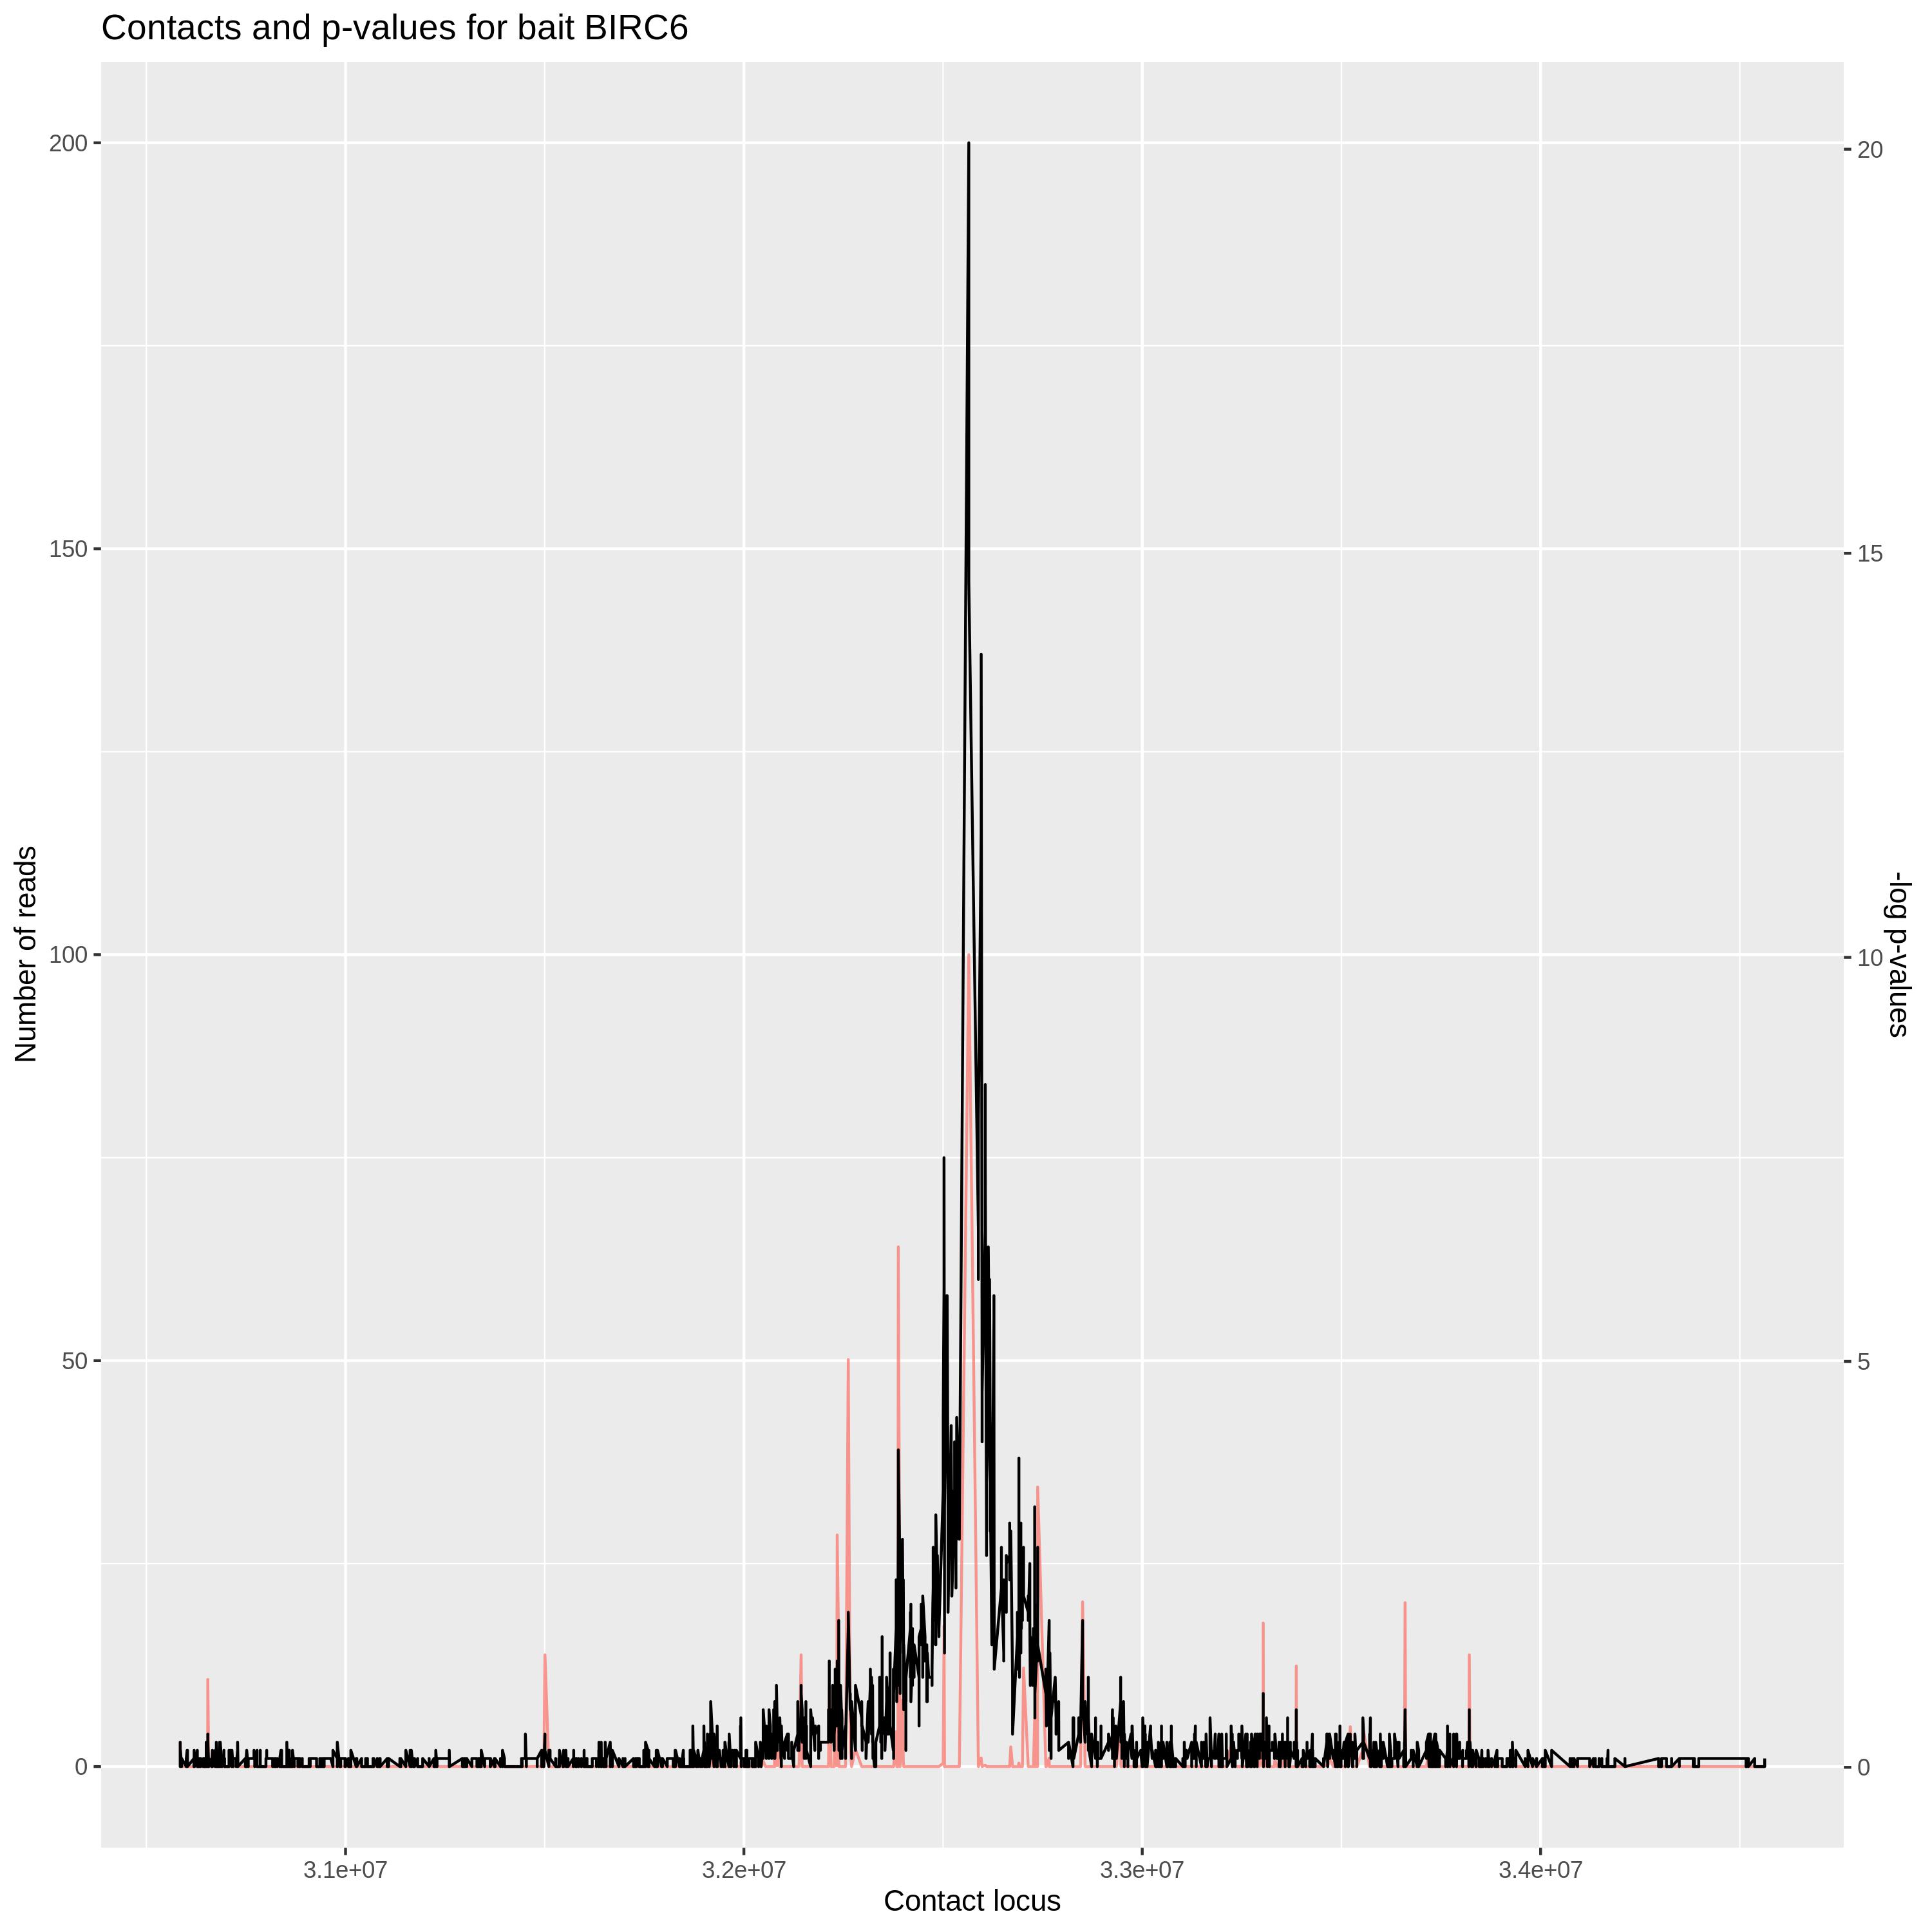 Contacts and p-values for bait BIRC6
200
150
100
50
0
20
15
10
5
0
Number of reads
-log p-values
3.1e+07
3.2e+07
3.3e+07
3.4e+07
Contact locus